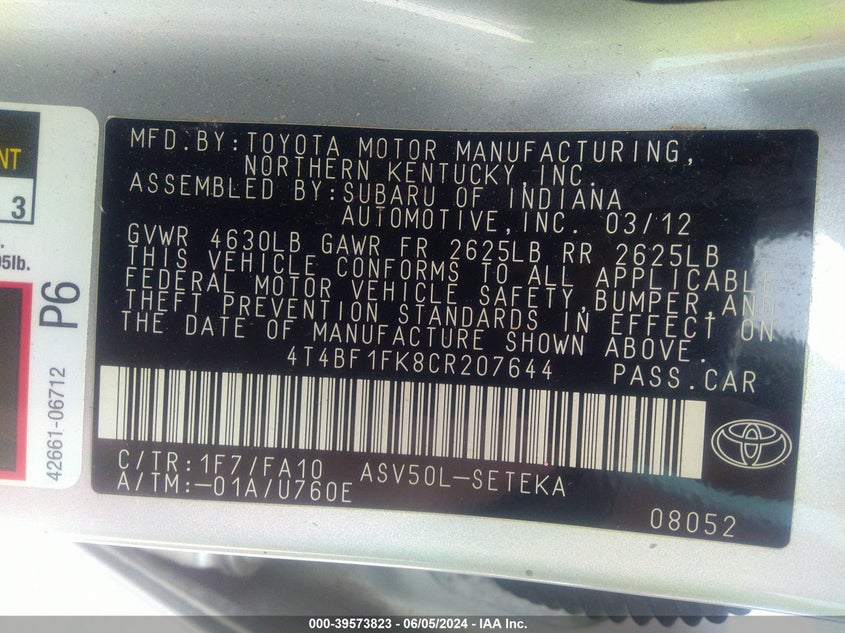 NT
3
.
05lb.
P6
42661-06712
MFD.BY:TOYOTA MOTOR MANUFACTURING,
NORTHERN KENTUCKY,INC.
ASSEMBLED BY:SUBARU OF INDIANA
AUTOMOTIVE,INC. 03/12
GVWR 4630LB GAWR FR 2625LB RR 2625LB
THIS VEHICLE CONFORMS TO ALL APPLICABLE
FEDERAL MOTOR VEHICLE SAFETY,BUMPER,AND
THEFT PREVENTION STANDARDS IN EFFECT ON
THE DATE OF MANUFACTURE SHOWN ABOVE.
4T4BF1FK8CR207644 PASS.CAR
C/TR:1F7/FA10 ASV50L-SETEKA
A/TM:-01A/U760E
08052
000-39573823 / 06/05/2024 - IAA Inc.